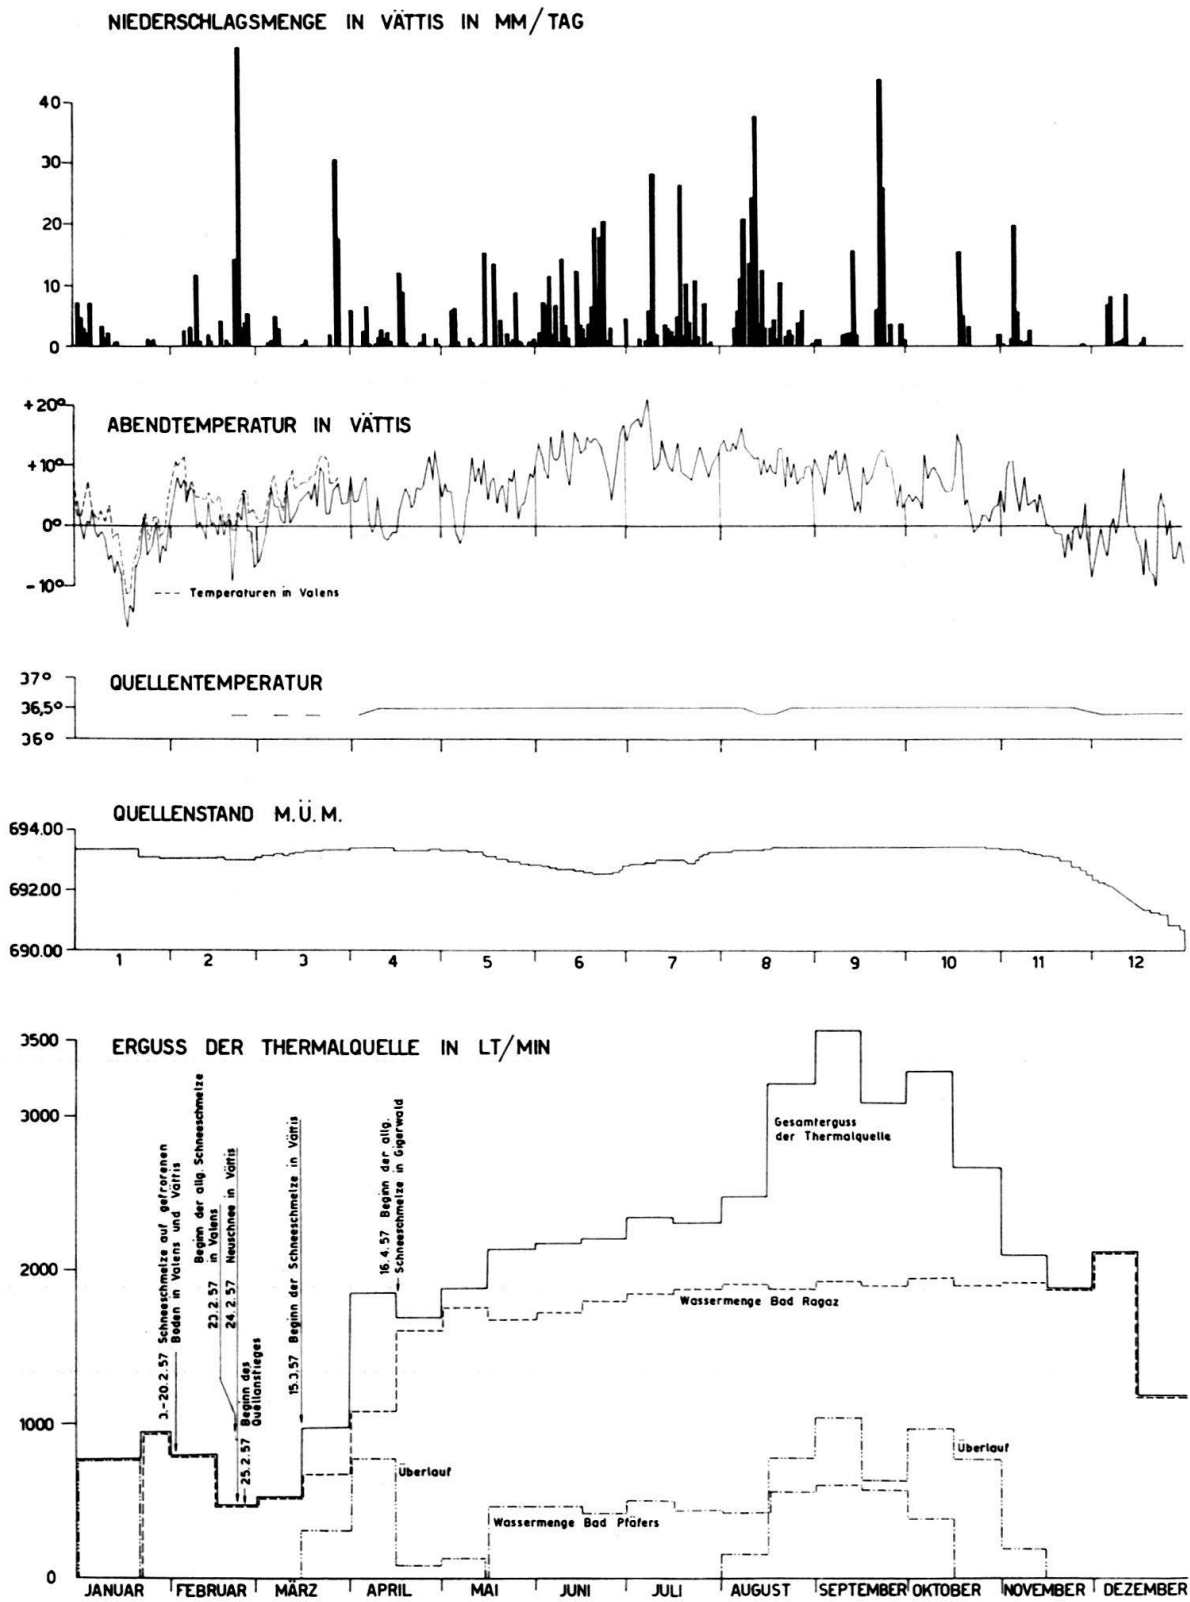 NIEDERSCHLAGSMENGE IN VÄTTIS IN MM/TAG
40
30
20
10
0
+20°
ABENDTEMPERATUR IN VÄTTIS
+10°
0°
-10°
--- Temperaturen in Valens
37°
QUELLENTEMPERATUR
36,5°
36°
QUELLENSTAND M.Ü.M.
694.00
692.00
690.00
1 2 3 4 5 6 7 8 9 10 11 12
3500
ERGUSS DER THERMALQUELLE IN LT/MIN
3000
2000
1000
0
3.-20.2.57 Schneeschmelze auf gefrorenen
Boden in Valens und Vättis
Beginn der allg. Schneeschmelze
23.2.57 in Valens
24.2.57 Neuschnee in Vättis
25.2.57 Beginn des
Quellanstieges
15.3.57 Beginn der Schneeschmelze in Vättis
16.4.57 Beginn der allg.
Schneeschmelze in Gigerwald
Gesamterguss
der Thermalquelle
Wassermenge Bad Ragaz
Überlauf
Überlauf
Wassermenge Bad Pfäfers
JANUAR FEBRUAR MÄRZ APRIL MAI JUNI JULI AUGUST SEPTEMBER OKTOBER NOVEMBER DEZEMBER